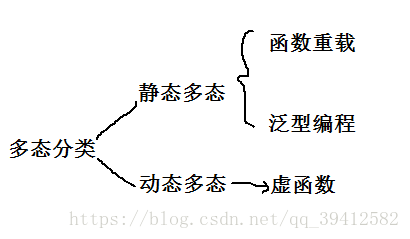 函数重载
静态多态
泛型编程
多态分类
动态多态
虚函数
https://blog.csdn.net/qq_39412582